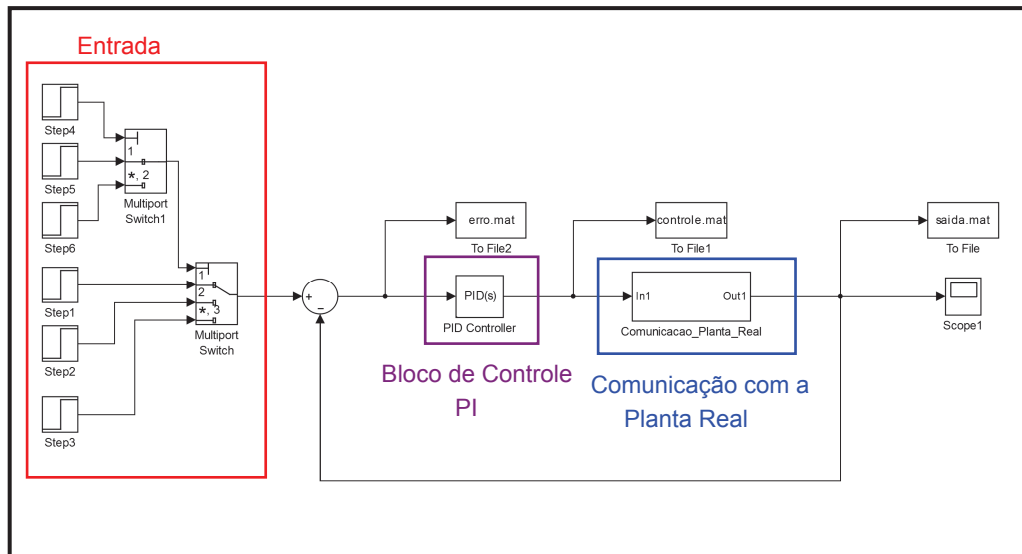 Entrada
Step4
1
*, 2
Multiport
Switch1
Step5
Step6
Step1
1
2
*, 3
Multiport
Switch
Step2
Step3
+
−
erro.mat
To File2
PID(s)
PID Controller
Bloco de Controle
PI
controle.mat
To File1
In1
Out1
Comunicacao_Planta_Real
Comunicação com a
Planta Real
saida.mat
To File
Scope1